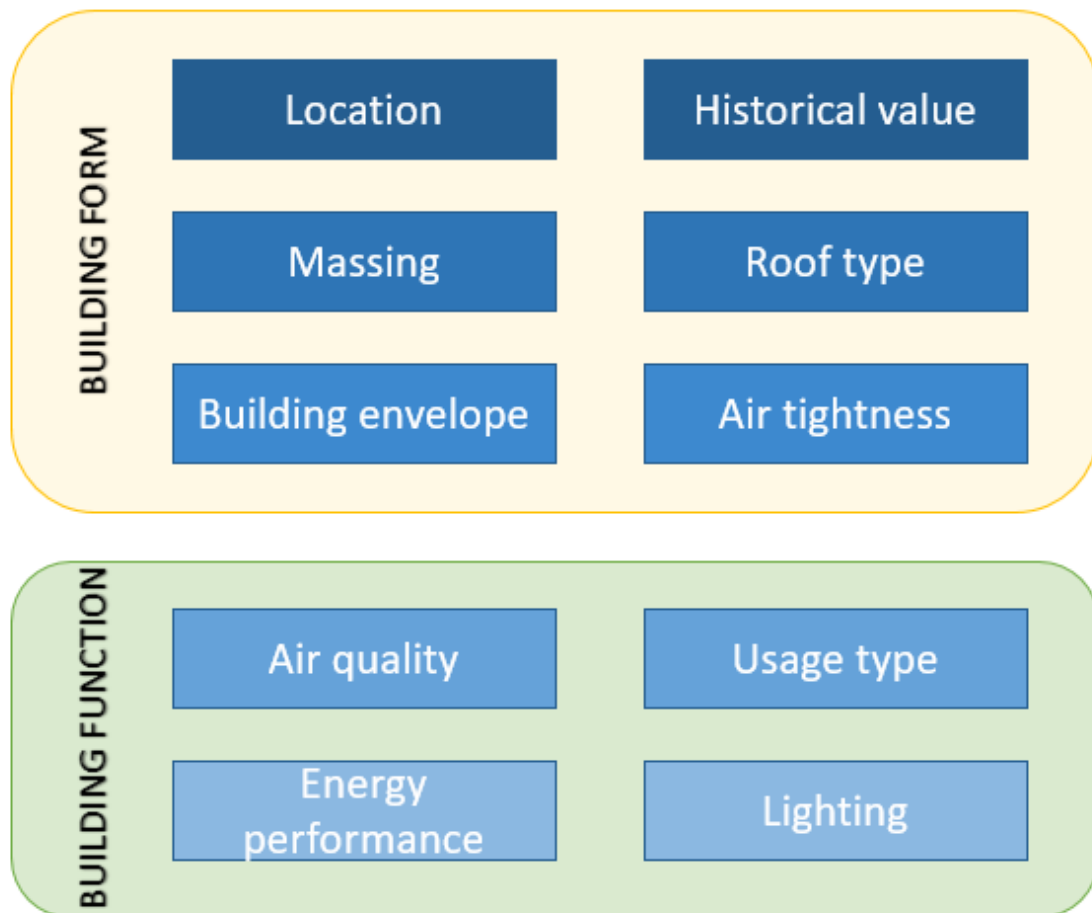 BUILDING FORM
Location
Historical value
Massing
Roof type
Building envelope
Air tightness
BUILDING FUNCTION
Air quality
Usage type
Energy
performance
Lighting